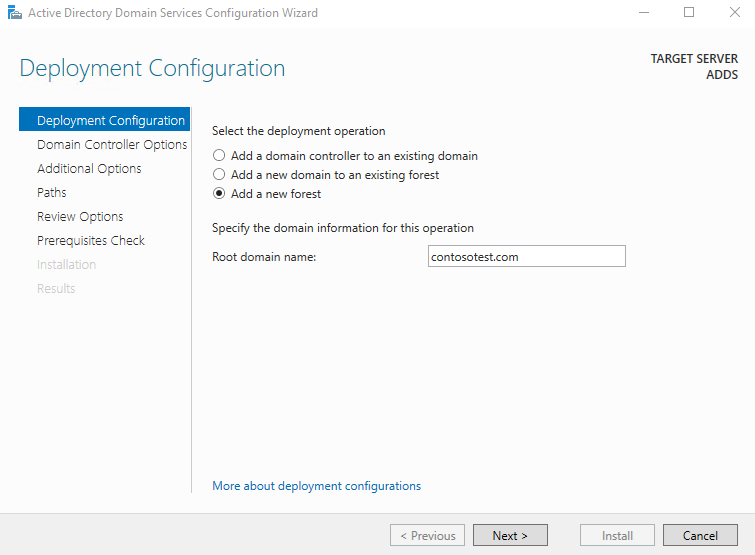 Active Directory Domain Services Configuration Wizard
Deployment Configuration
TARGET SERVER
ADDS
Deployment Configuration
Domain Controller Options
Additional Options
Paths
Review Options
Prerequisites Check
Installation
Results
Select the deployment operation
Add a domain controller to an existing domain
Add a new domain to an existing forest
Add a new forest
Specify the domain information for this operation
Root domain name: contosotest.com
More about deployment configurations
< Previous Next > Install Cancel